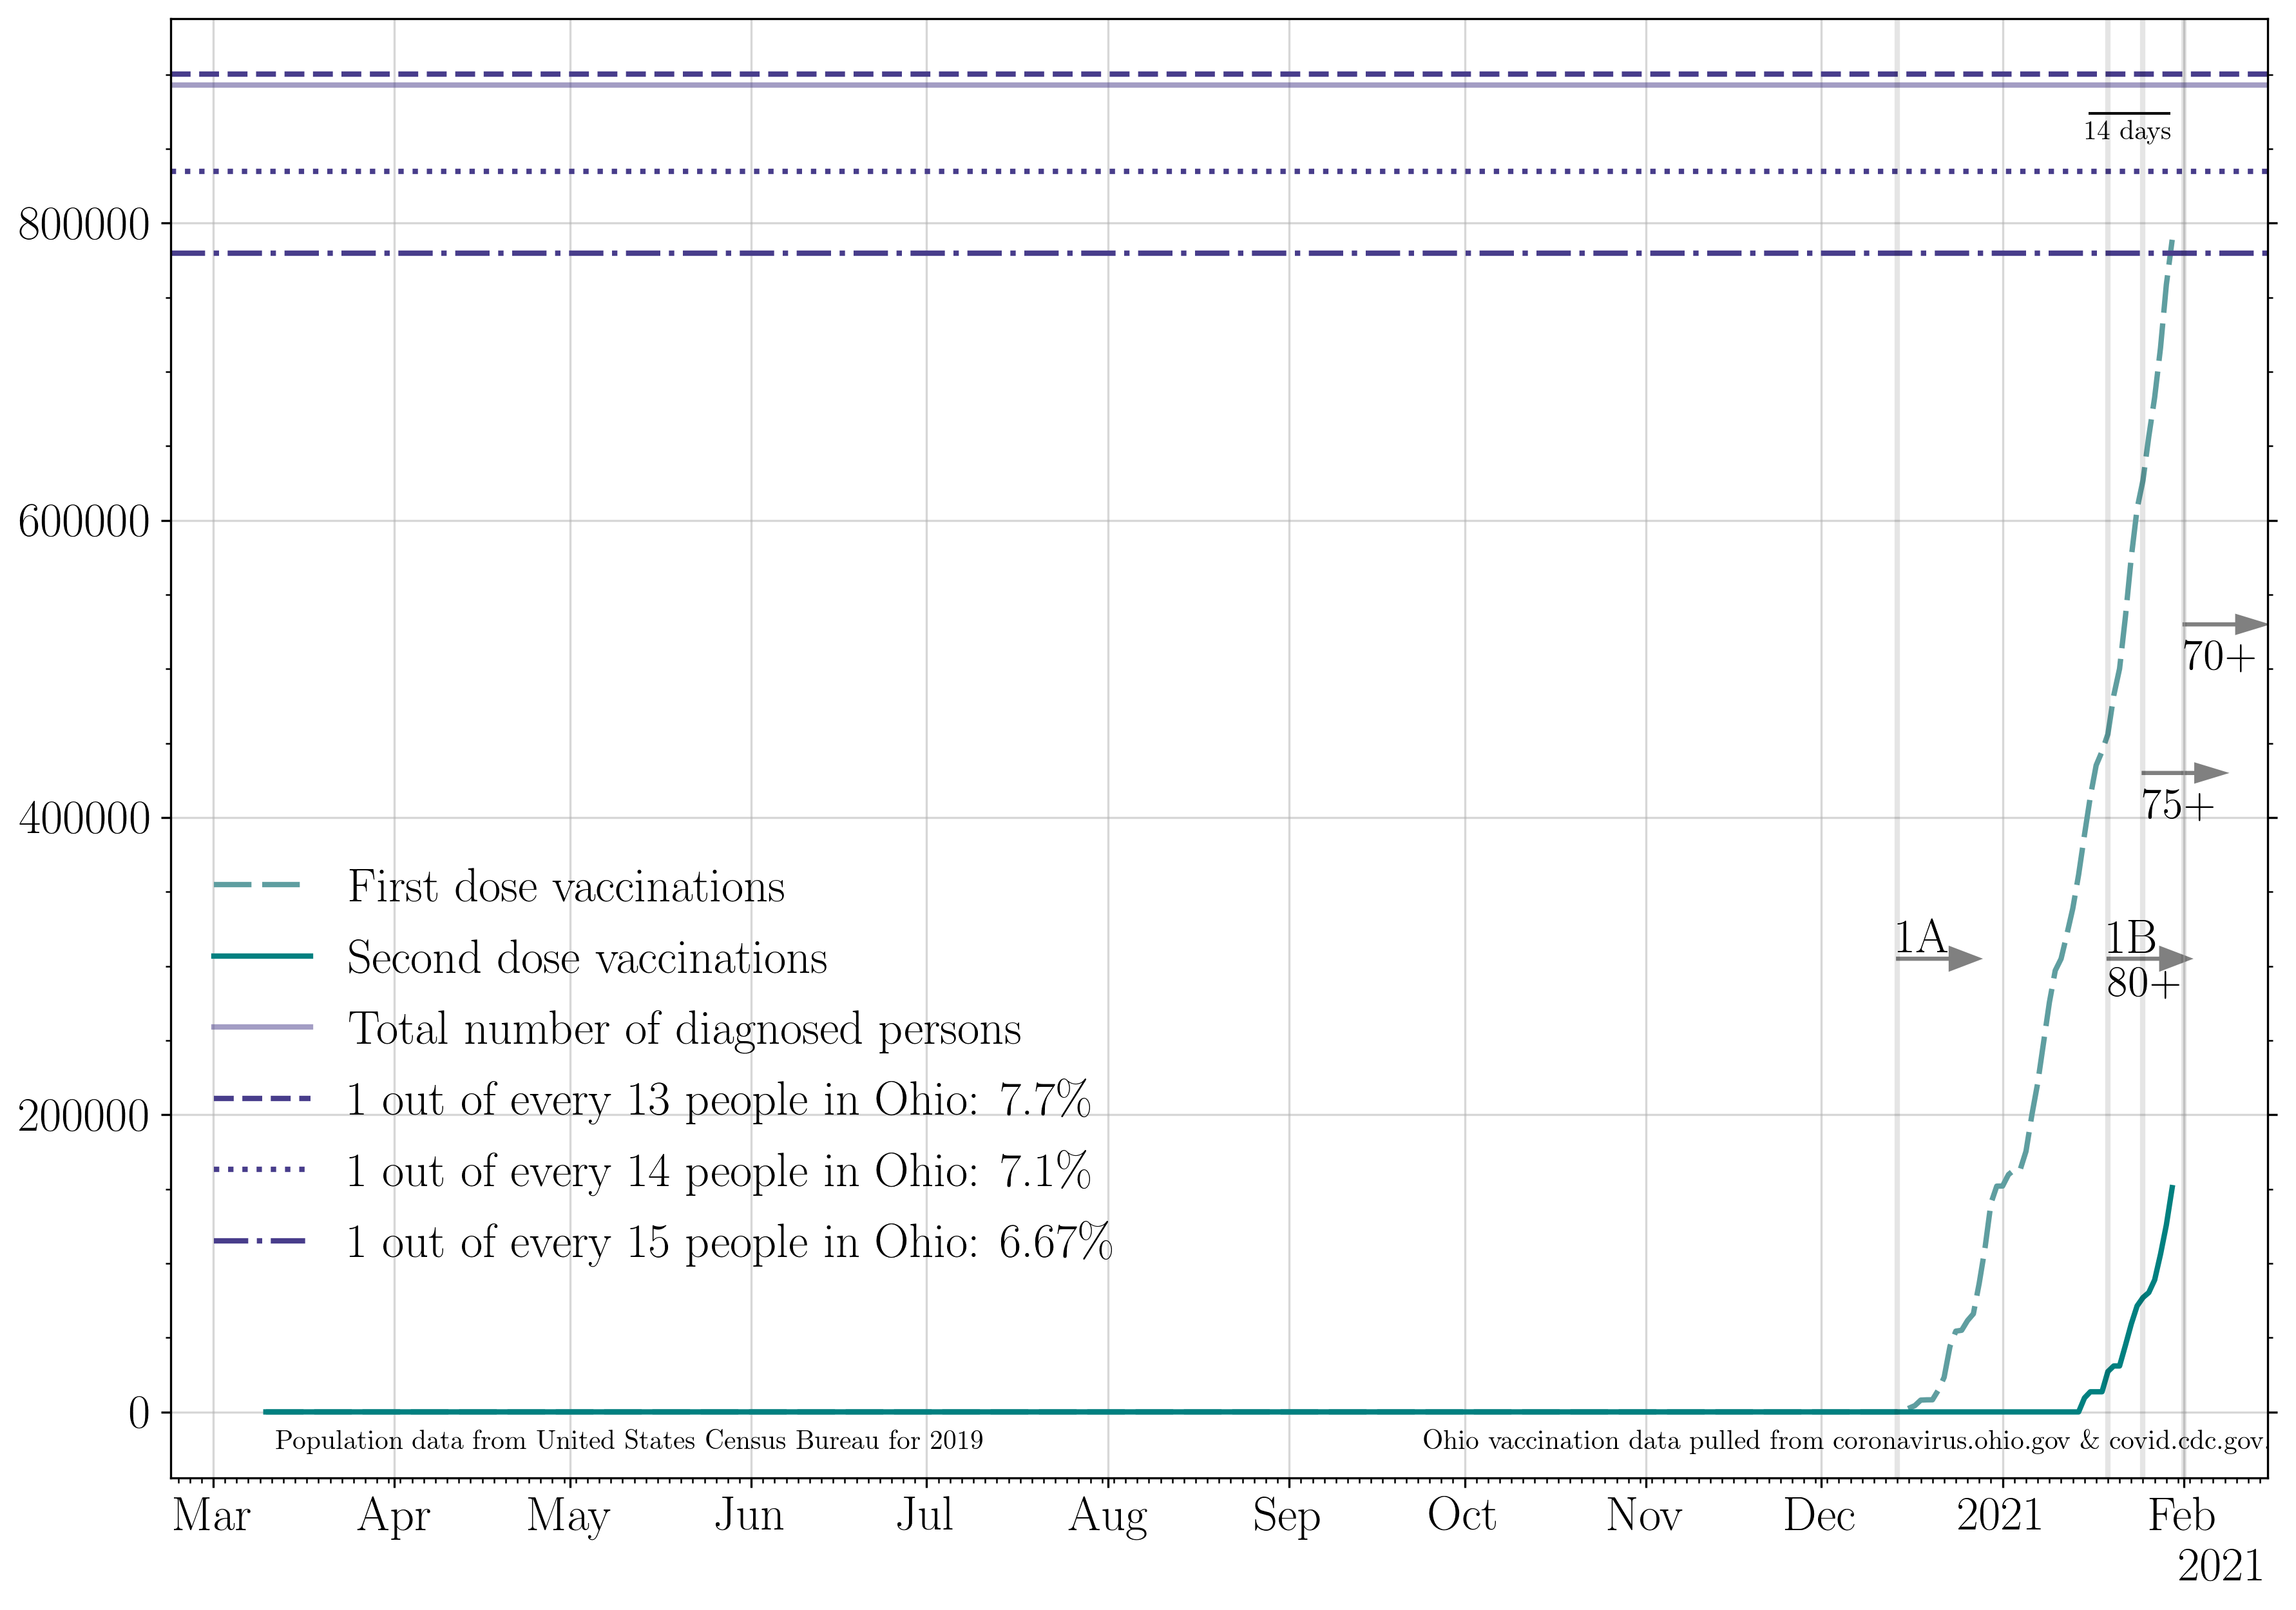 14 days
800000
600000
70+
75+
400000
First dose vaccinations
1A
1B
Second dose vaccinations
80+
Total number of diagnosed persons
1 out of every 13 people in Ohio: 7.7%
200000
1 out of every 14 people in Ohio: 7.1%
1 out of every 15 people in Ohio: 6.67%
0
Population data from United States Census Bureau for 2019
Ohio vaccination data pulled from coronavirus.ohio.gov & covid.cdc.gov.
Mar Apr May Jun Jul Aug Sep Oct Nov Dec 2021 Feb
2021